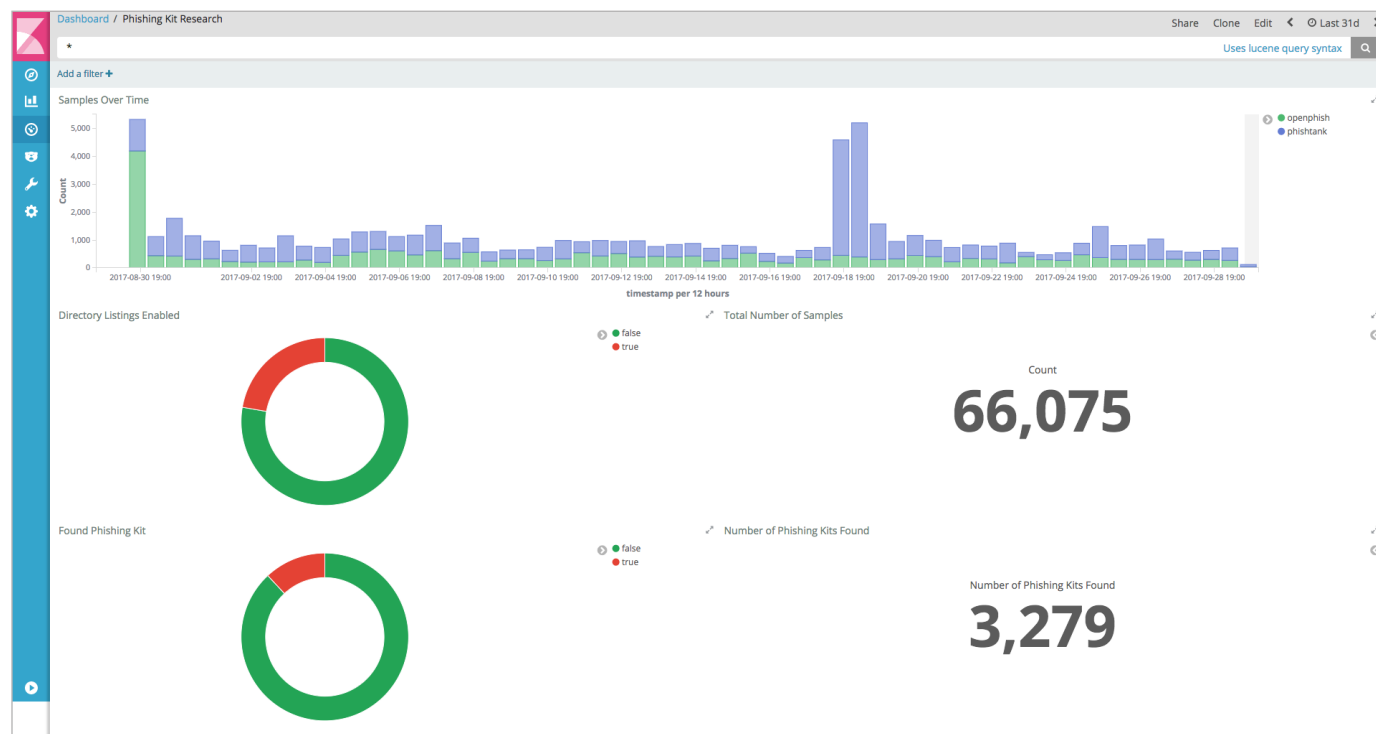 Dashboard / Phishing Kit Research
Share Clone Edit Last 31d
*
Uses lucene query syntax
Add a filter +
Samples Over Time
openphish
phishtank
5,000
4,000
3,000
2,000
1,000
0
Count
2017-08-30 19:00 2017-09-02 19:00 2017-09-04 19:00 2017-09-06 19:00 2017-09-08 19:00 2017-09-10 19:00 2017-09-12 19:00 2017-09-14 19:00 2017-09-16 19:00 2017-09-18 19:00 2017-09-20 19:00 2017-09-22 19:00 2017-09-24 19:00 2017-09-26 19:00 2017-09-28 19:00
timestamp per 12 hours
Directory Listings Enabled
false
true
Total Number of Samples
Count
66,075
Found Phishing Kit
false
true
Number of Phishing Kits Found
Number of Phishing Kits Found
3,279